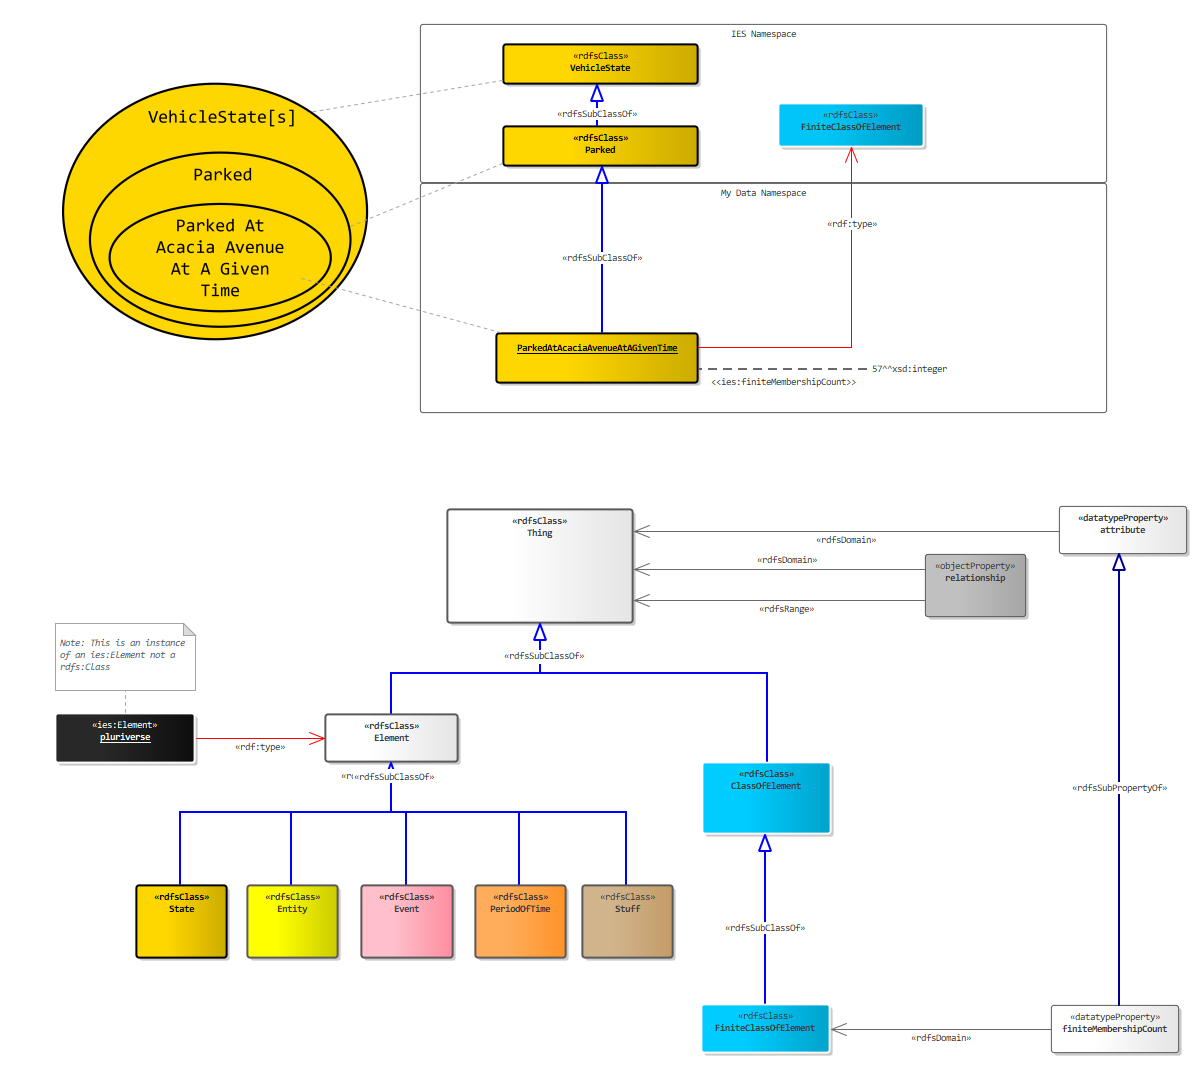 IES Namespace
«rdfsClass»
VehicleState
VehicleState[s]
«rdfsSubClassOf»
«rdfsClass»
FiniteClassOfElement
«rdfsClass»
Parked
Parked
My Data Namespace
Parked At
Acacia Avenue
At A Given
Time
«rdf:type»
«rdfsSubClassOf»
ParkedAtAcaciaAvenueAtAGivenTime
57^^xsd:integer
<<ies:finiteMembershipCount>>
«rdfsClass»
Thing
«datatypeProperty»
attribute
«rdfsDomain»
«rdfsDomain»
«objectProperty»
relationship
«rdfsRange»
Note: This is an instance
of an ies:Element not a
rdfs:Class
«rdfsSubClassOf»
«ies:Element»
pluriverse
«rdf:type»
«rdfsClass»
Element
«r
«rdfsSubClassOf»
«rdfsClass»
ClassOfElement
«rdfsSubPropertyOf»
«rdfsClass»
State
«rdfsClass»
Entity
«rdfsClass»
Event
«rdfsClass»
PeriodOfTime
«rdfsClass»
Stuff
«rdfsSubClassOf»
«rdfsClass»
FiniteClassOfElement
«rdfsDomain»
«datatypeProperty»
finiteMembershipCount